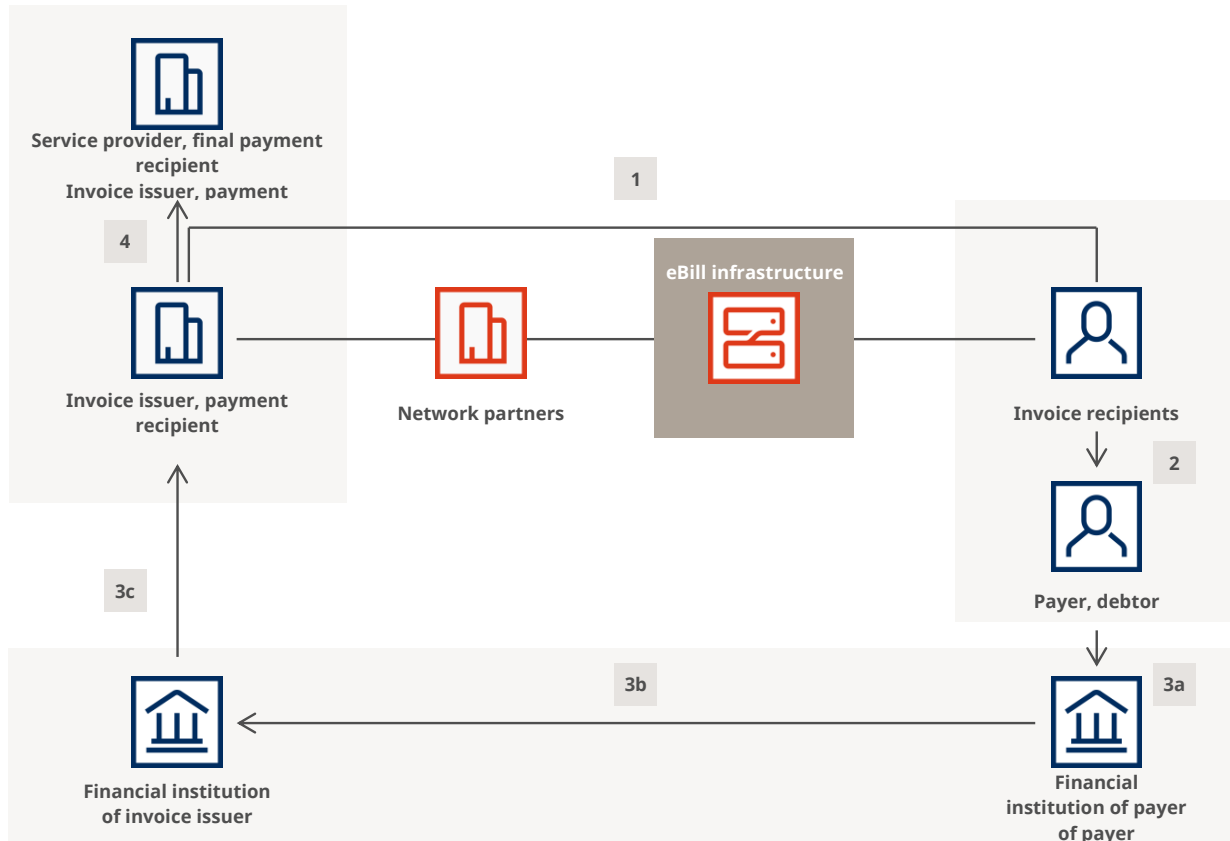 Service provider, final payment
recipient
Invoice issuer, payment
1
4
eBill infrastructure
Invoice issuer, payment
recipient
Network partners
Invoice recipients
2
Payer, debtor
3c
3b
3a
Financial institution
of invoice issuer
Financial
institution of payer
of payer